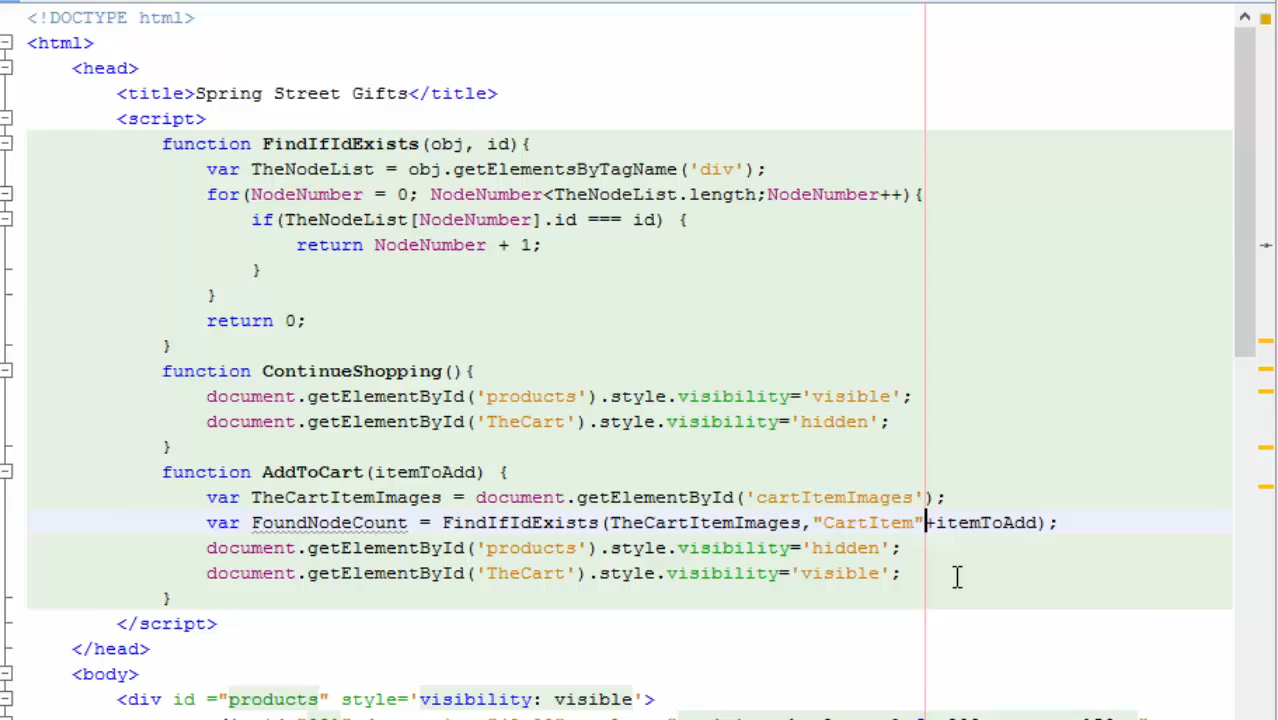 <!DOCTYPE html>
<html>
<head>
<title>Spring Street Gifts</title>
<script>
function FindIfIdExists(obj, id){
var TheNodeList = obj.getElementsByTagName('div');
for(NodeNumber = 0; NodeNumber<TheNodeList.length;NodeNumber++){
if(TheNodeList[NodeNumber].id === id) {
return NodeNumber + 1;
}
}
return 0;
}
function ContinueShopping(){
document.getElementById('products').style.visibility='visible';
document.getElementById('TheCart').style.visibility='hidden';
}
function AddToCart(itemToAdd) {
var TheCartItemImages = document.getElementById('cartItemImages');
var FoundNodeCount = FindIfIdExists(TheCartItemImages,"CartItem"+itemToAdd);
document.getElementById('products').style.visibility='hidden';
document.getElementById('TheCart').style.visibility='visible';
}
</script>
</head>
<body>
<div id ="products" style='visibility: visible'>